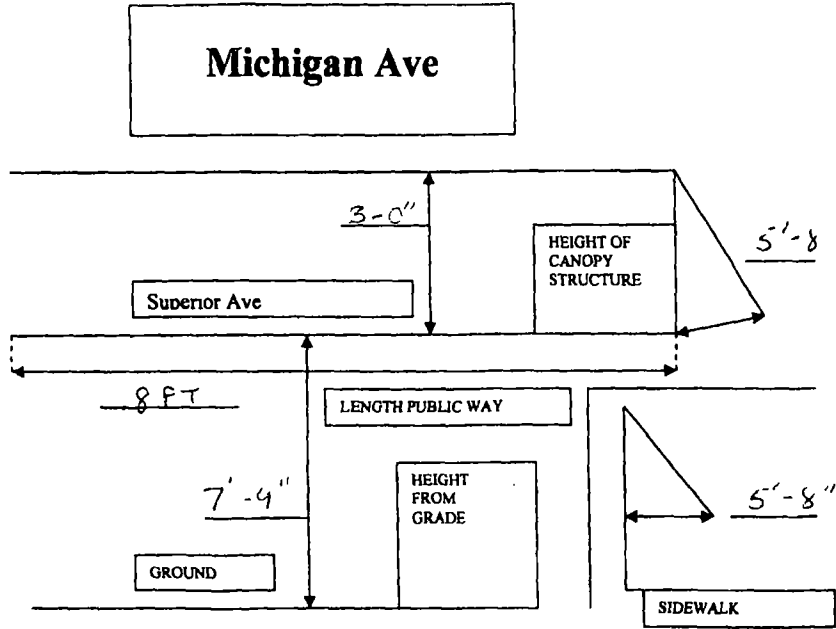 Michigan Ave
3-0"
HEIGHT OF
CANOPY
STRUCTURE
5'-8
Superior Ave
8 FT
LENGTH PUBLIC WAY
7'-9"
HEIGHT
FROM
GRADE
5'-8"
GROUND
SIDEWALK